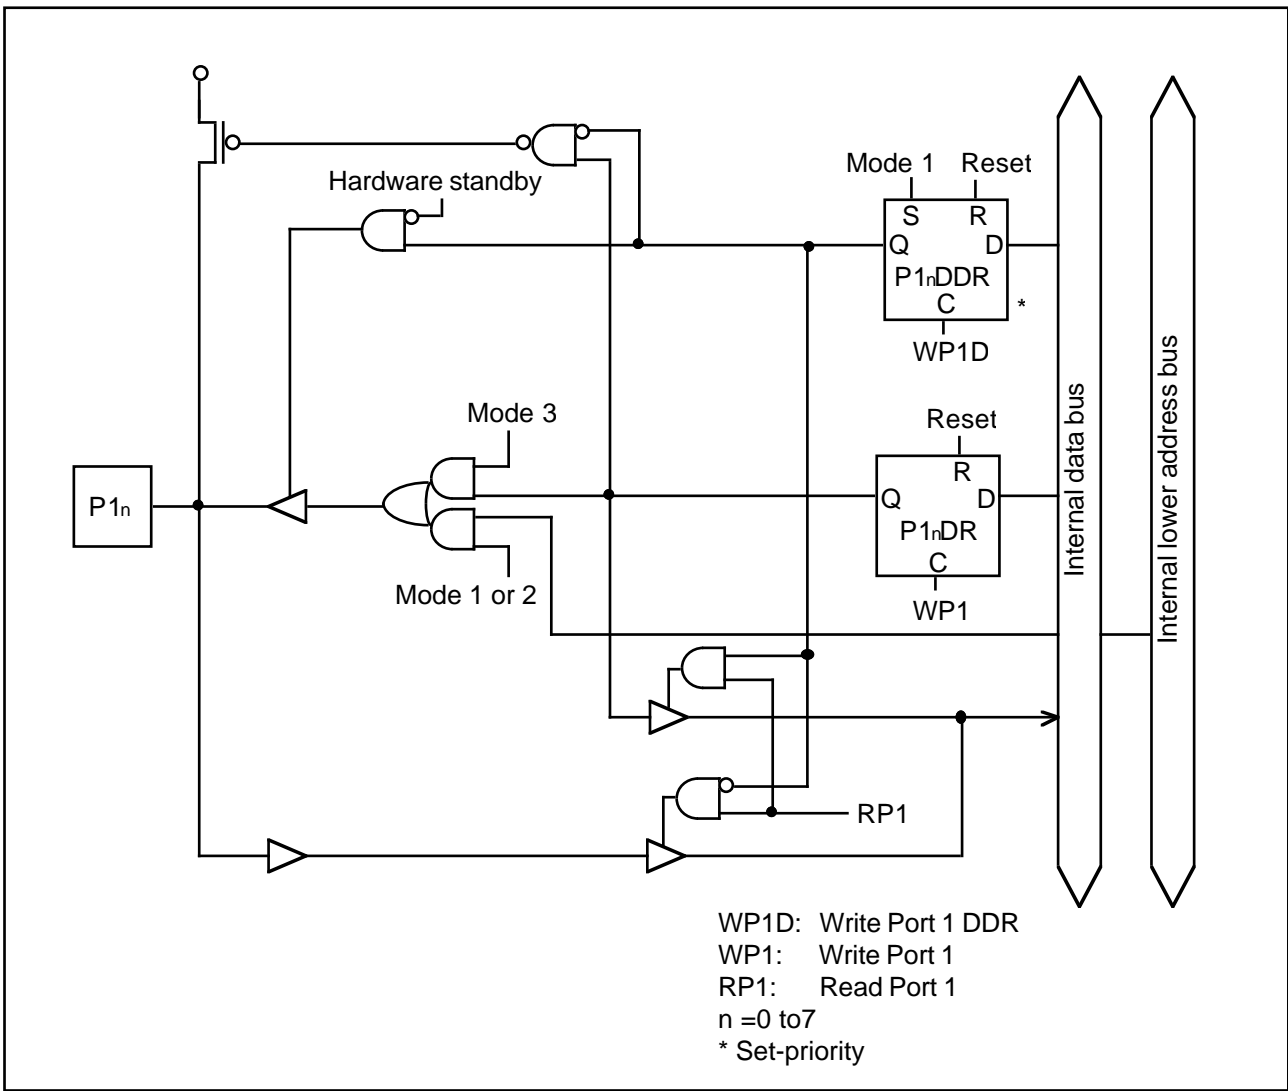 Hardware standby
Mode 1
Reset
S
R
Q
D
P1nDDR
C
*
WP1D
Mode 3
Reset
R
P1n
Q
D
P1nDR
C
Mode 1 or 2
WP1
Internal data bus
Internal lower address bus
RP1
WP1D: Write Port 1 DDR
WP1: Write Port 1
RP1: Read Port 1
n =0 to7
* Set-priority